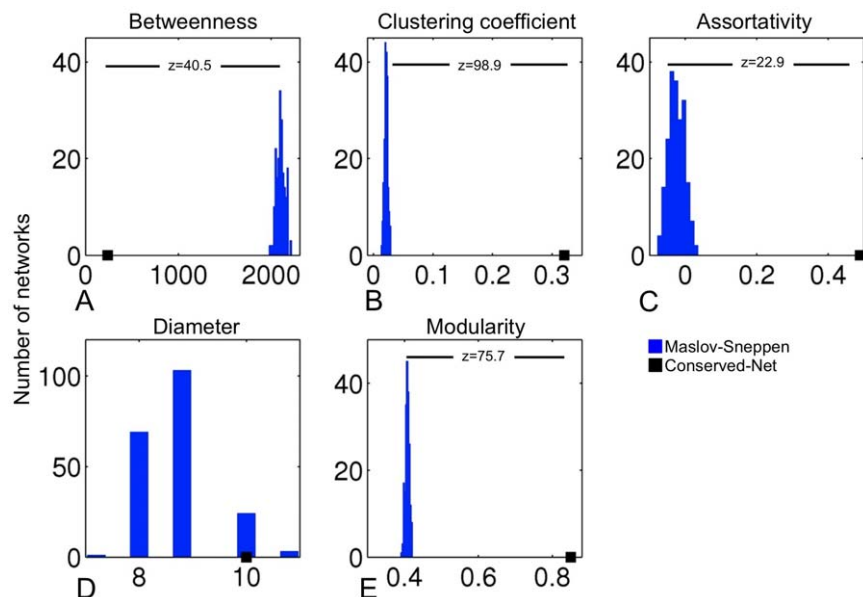 Betweenness
Clustering coefficient
Assortativity
z=40.5
z=98.9
z=22.9
40
20
0
0 1000 2000
A
40
20
0
0 0.1 0.2 0.3
B
40
20
0
0 0.4
C
Number of networks
Diameter
Modularity
100
50
0
8 10
D
z=75.7
40
20
0
0.4 0.6 0.8
E
Maslov-Sneppen
Conserved-Net